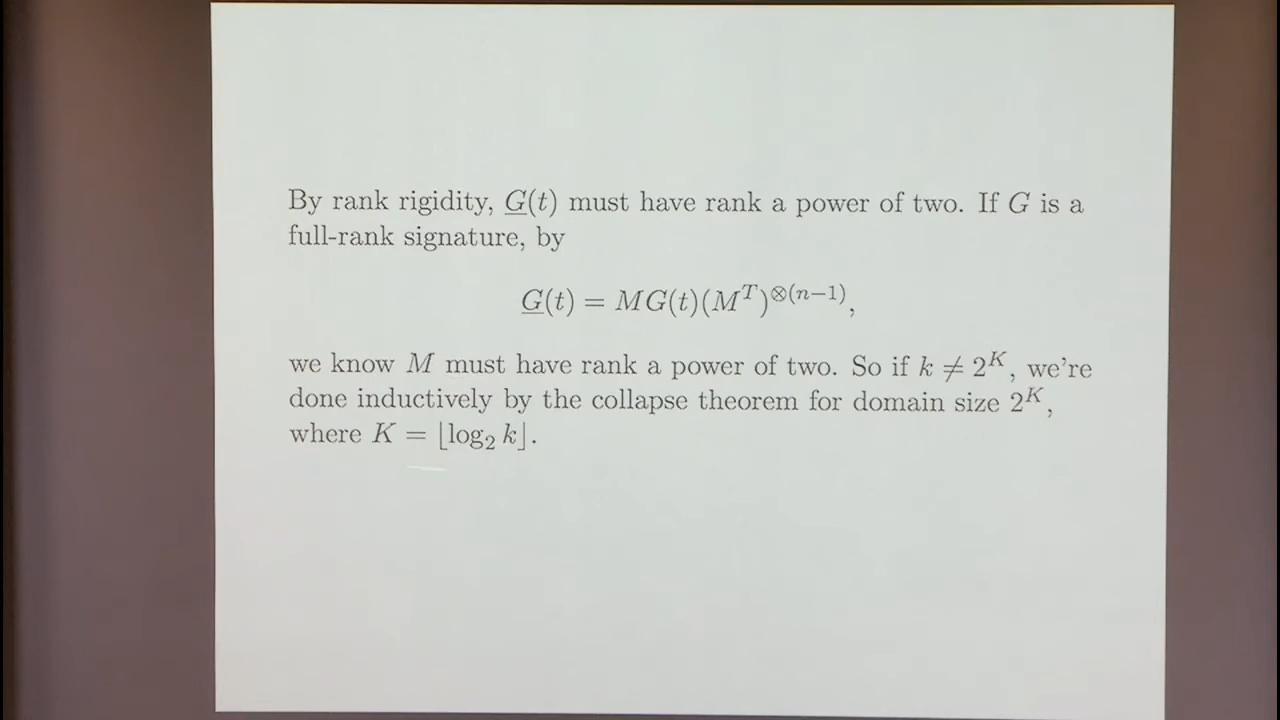 By rank rigidity, G(t) must have rank a power of two. If G is a
full-rank signature, by
G(t) = MG(t)(M^T)^{⊗(n−1)},
we know M must have rank a power of two. So if k ≠ 2^K, we're
done inductively by the collapse theorem for domain size 2^K,
where K = ⌊log₂ k⌋.